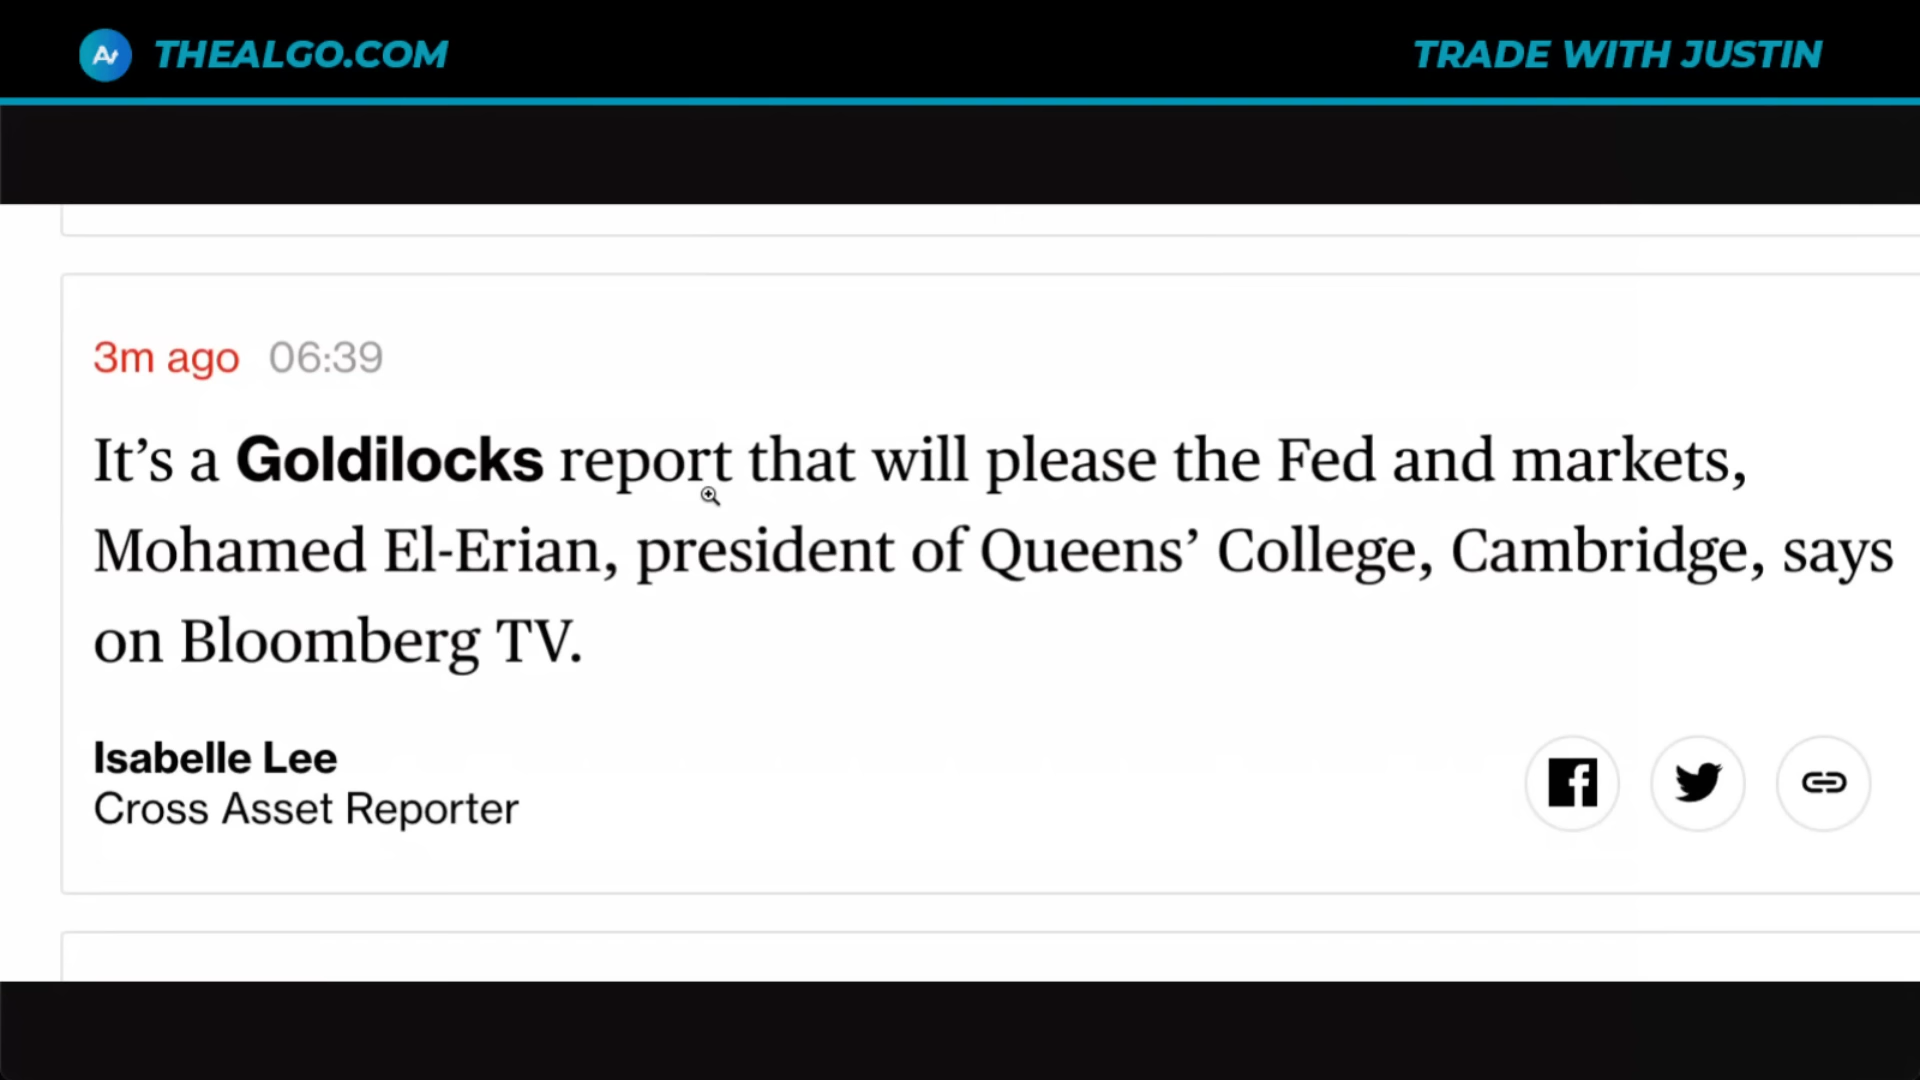 THEALGO.COM
TRADE WITH JUSTIN
3m ago 06:39
It’s a Goldilocks report that will please the Fed and markets,
Mohamed El-Erian, president of Queens’ College, Cambridge, says
on Bloomberg TV.
Isabelle Lee
Cross Asset Reporter